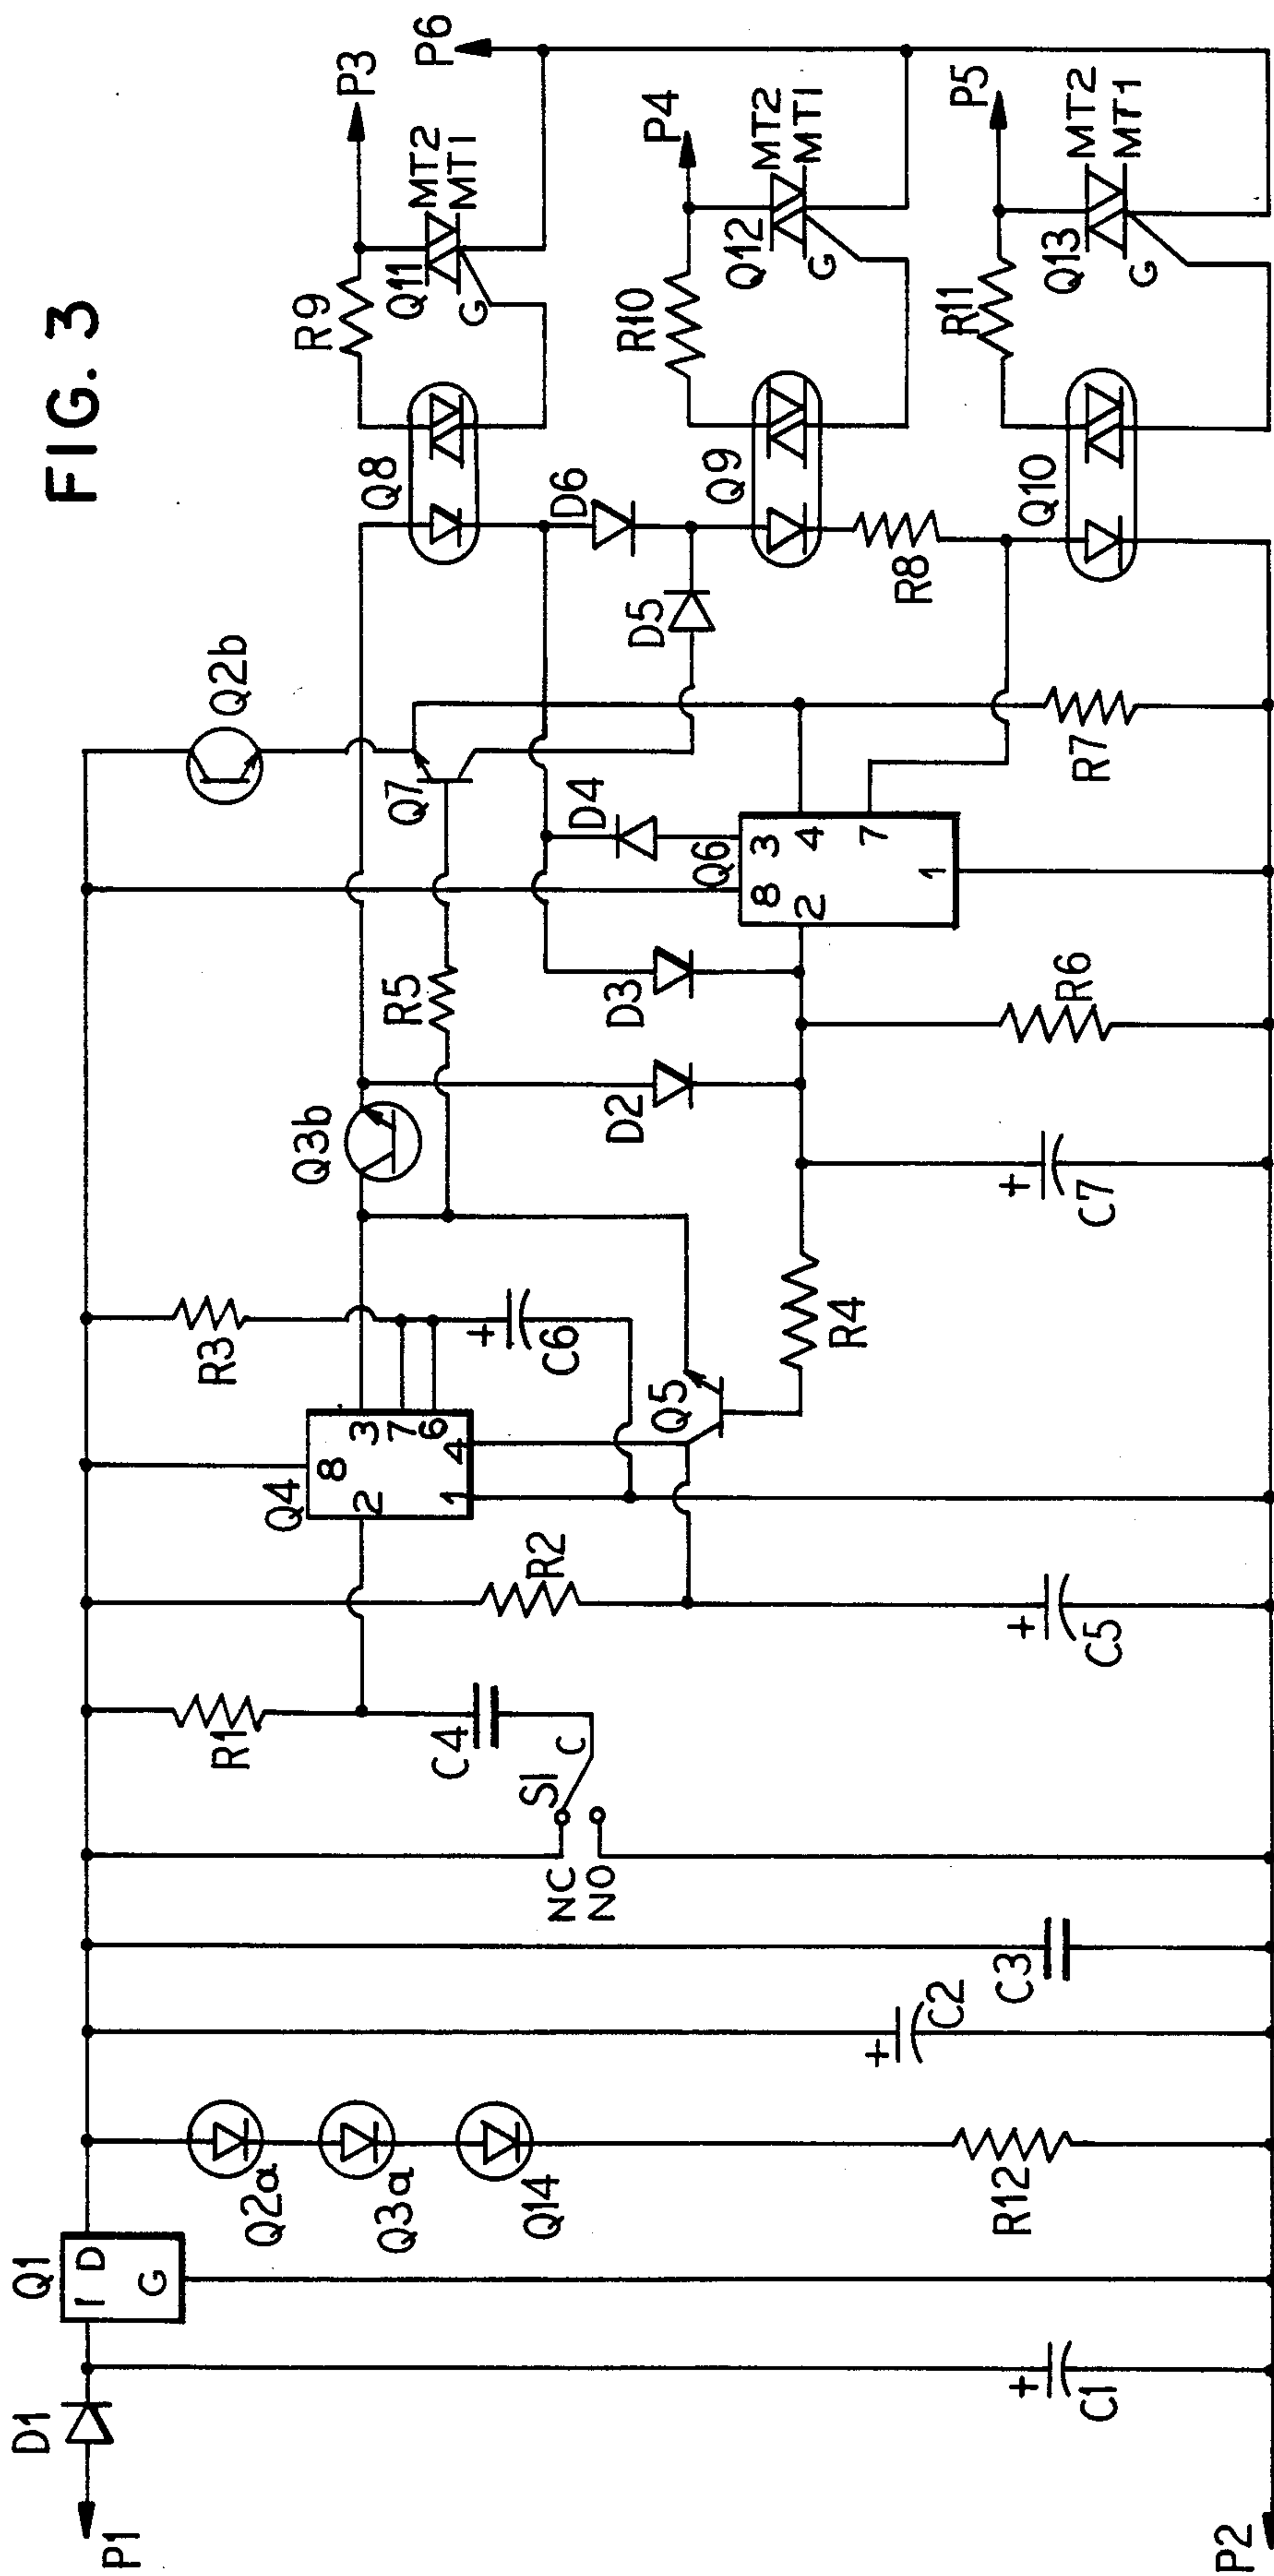 FIG. 3
P1
D1
Q1
I D
G
C1
Q2a
Q3a
Q14
R12
+
C2
C3
NC
NO
S1
C
C4
R1
R2
+
C5
Q4
8
2
3
7
6
4
1
R3
+
C6
Q5
R4
Q3b
R5
D2
D3
+
C7
R6
Q6
8
3
2
4
7
1
D4
Q7
Q2b
R7
D5
D6
Q8
Q9
R8
Q10
R9
Q11
MT2
MT1
G
P3
P6
R10
Q12
MT2
MT1
G
P4
R11
Q13
MT2
MT1
G
P5
P2
+